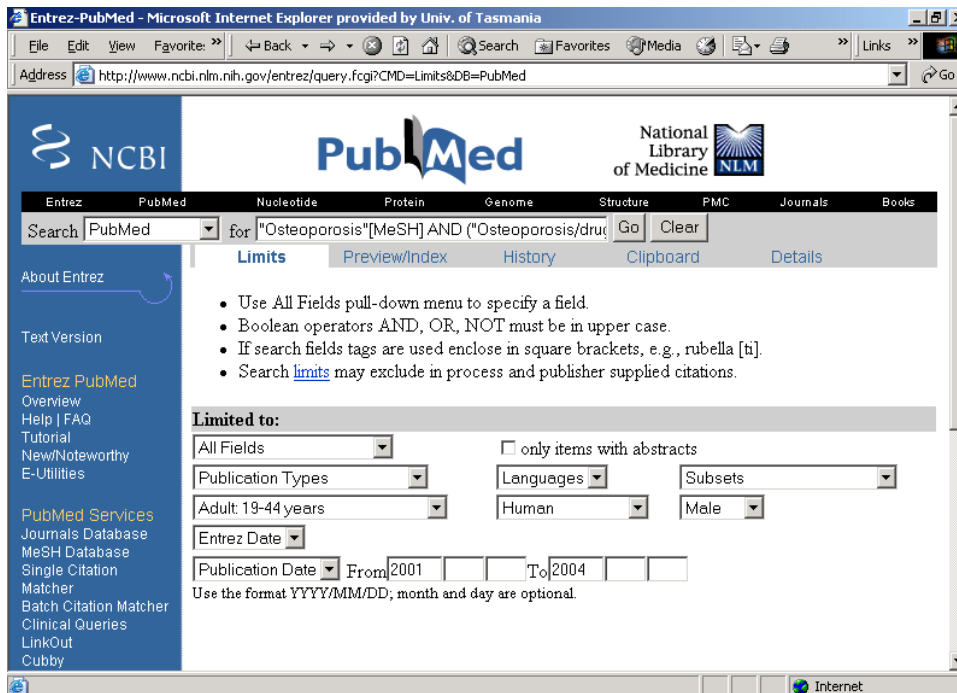 Entrez-PubMed - Microsoft Internet Explorer provided by Univ. of Tasmania
File Edit View Favorite: » Back Search Favorites Media » Links »
Address http://www.ncbi.nlm.nih.gov/entrez/query.fcgi?CMD=Limits&DB=PubMed Go
NCBI
PubMed
National
Library
of Medicine NLM
Entrez PubMed Nucleotide Protein Genome Structure PMC Journals Books
Search PubMed for "Osteoporosis"[MeSH] AND ("Osteoporosis/dru Go Clear
Limits Preview/Index History Clipboard Details
About Entrez
Text Version
Entrez PubMed
Overview
Help | FAQ
Tutorial
New/Noteworthy
E-Utilities
PubMed Services
Journals Database
MeSH Database
Single Citation
Matcher
Batch Citation Matcher
Clinical Queries
LinkOut
Cubby
• Use All Fields pull-down menu to specify a field.
• Boolean operators AND, OR, NOT must be in upper case.
• If search fields tags are used enclose in square brackets, e.g., rubella [ti].
• Search limits may exclude in process and publisher supplied citations.
Limited to:
All Fields only items with abstracts
Publication Types Languages Subsets
Adult: 19-44 years Human Male
Entrez Date
Publication Date From 2001 To 2004
Use the format YYYY/MM/DD; month and day are optional.
Internet